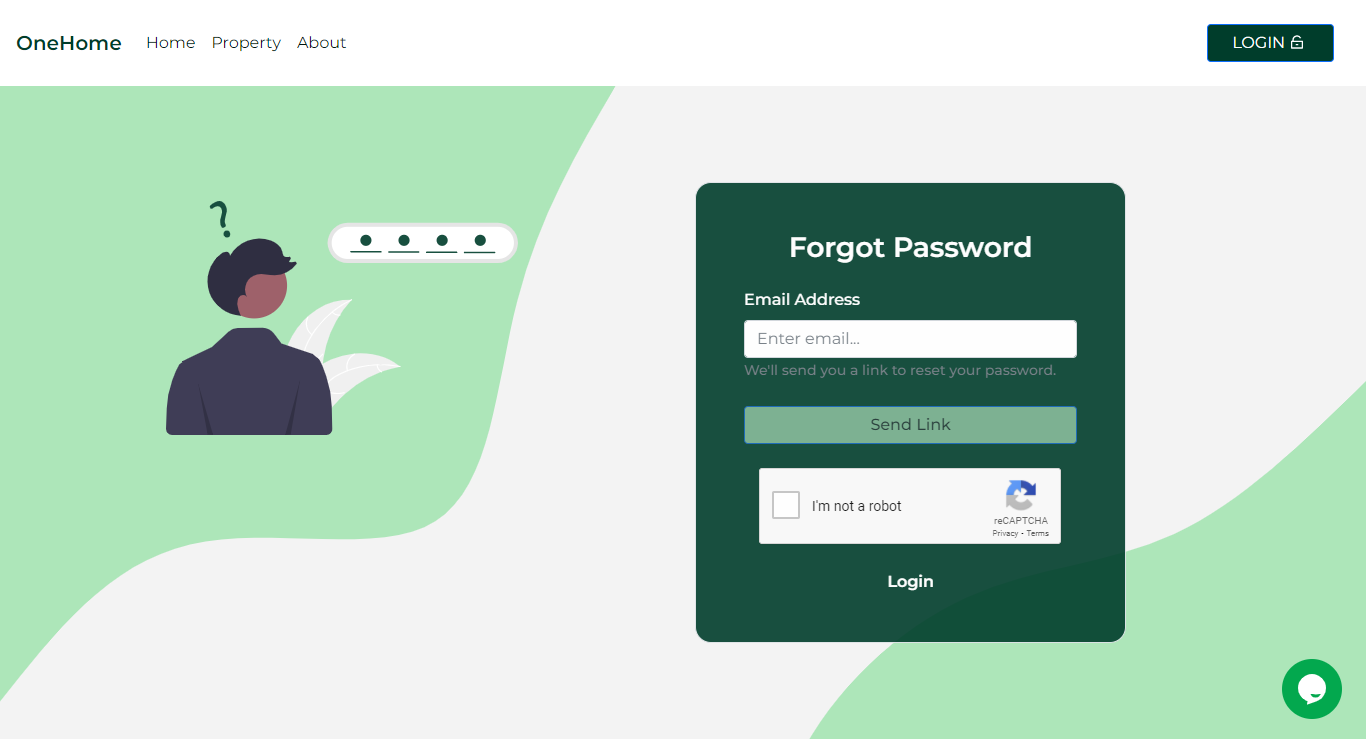 OneHome Home Property About LOGIN
?
Forgot Password
Email Address
Enter email...
We'll send you a link to reset your password.
Send Link
I'm not a robot
reCAPTCHA
Privacy - Terms
Login